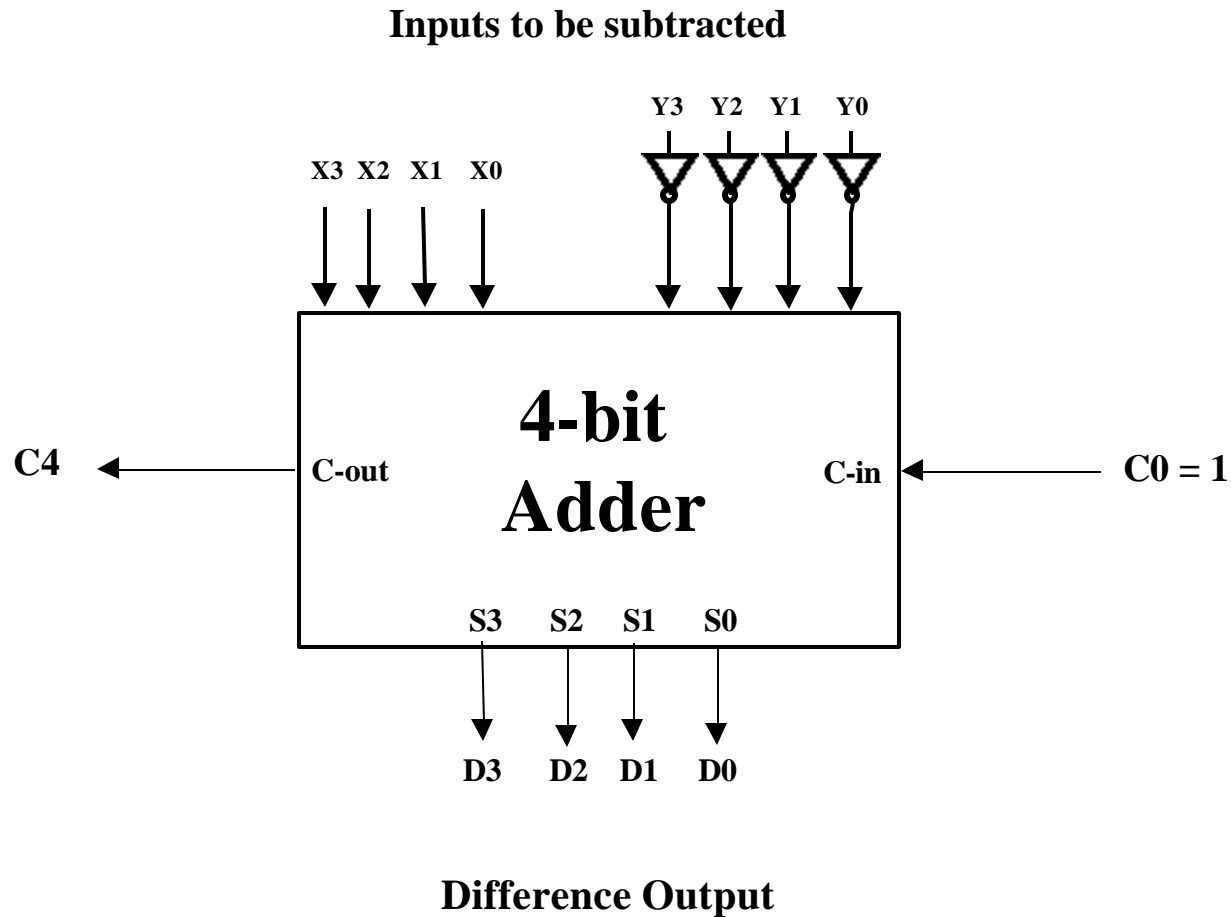 Inputs to be subtracted
Y3 Y2 Y1 Y0
X3 X2 X1 X0
4-bit
Adder
C4 C-out C-in C0 = 1
S3 S2 S1 S0
D3 D2 D1 D0
Difference Output